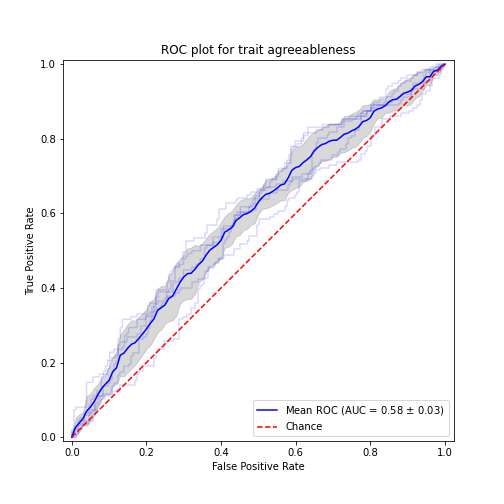 ROC plot for trait agreeableness
1.0
0.8
0.6
0.4
0.2
0.0
True Positive Rate
Mean ROC (AUC = 0.58 ± 0.03)
Chance
0.0 0.2 0.4 0.6 0.8 1.0
False Positive Rate